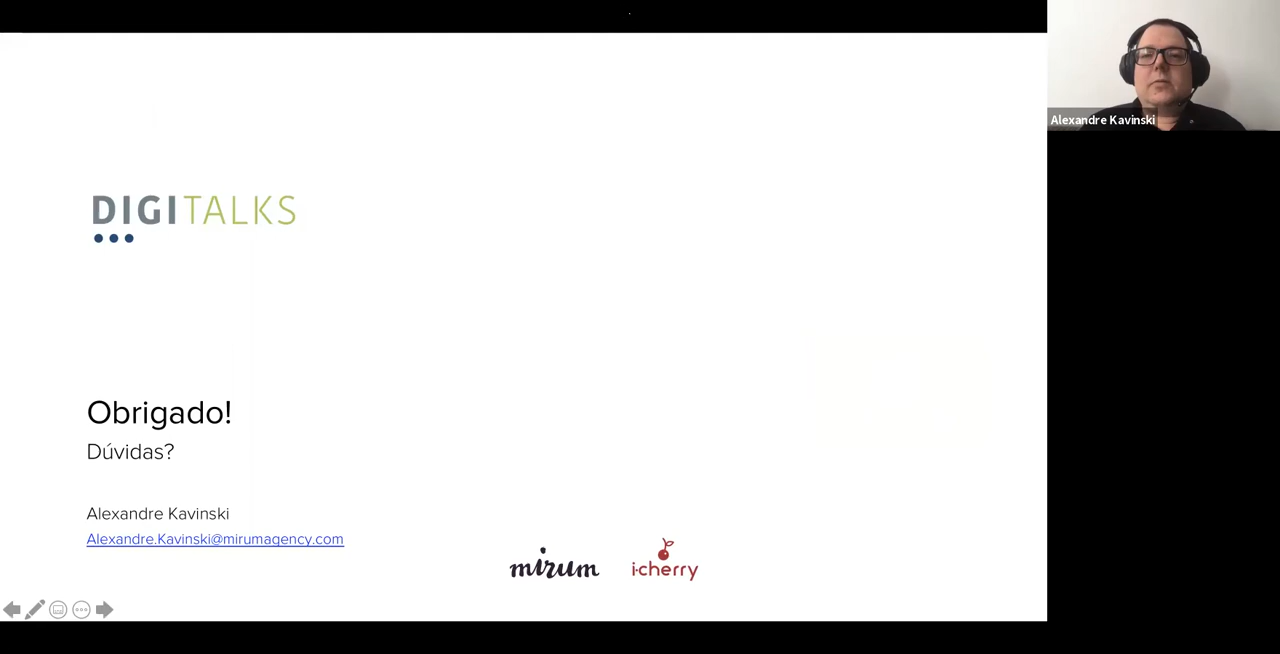 Alexandre Kavinski
DIGITALKS
Obrigado!
Dúvidas?
Alexandre Kavinski
Alexandre.Kavinski@mirumagency.com
mirum
i·cherry